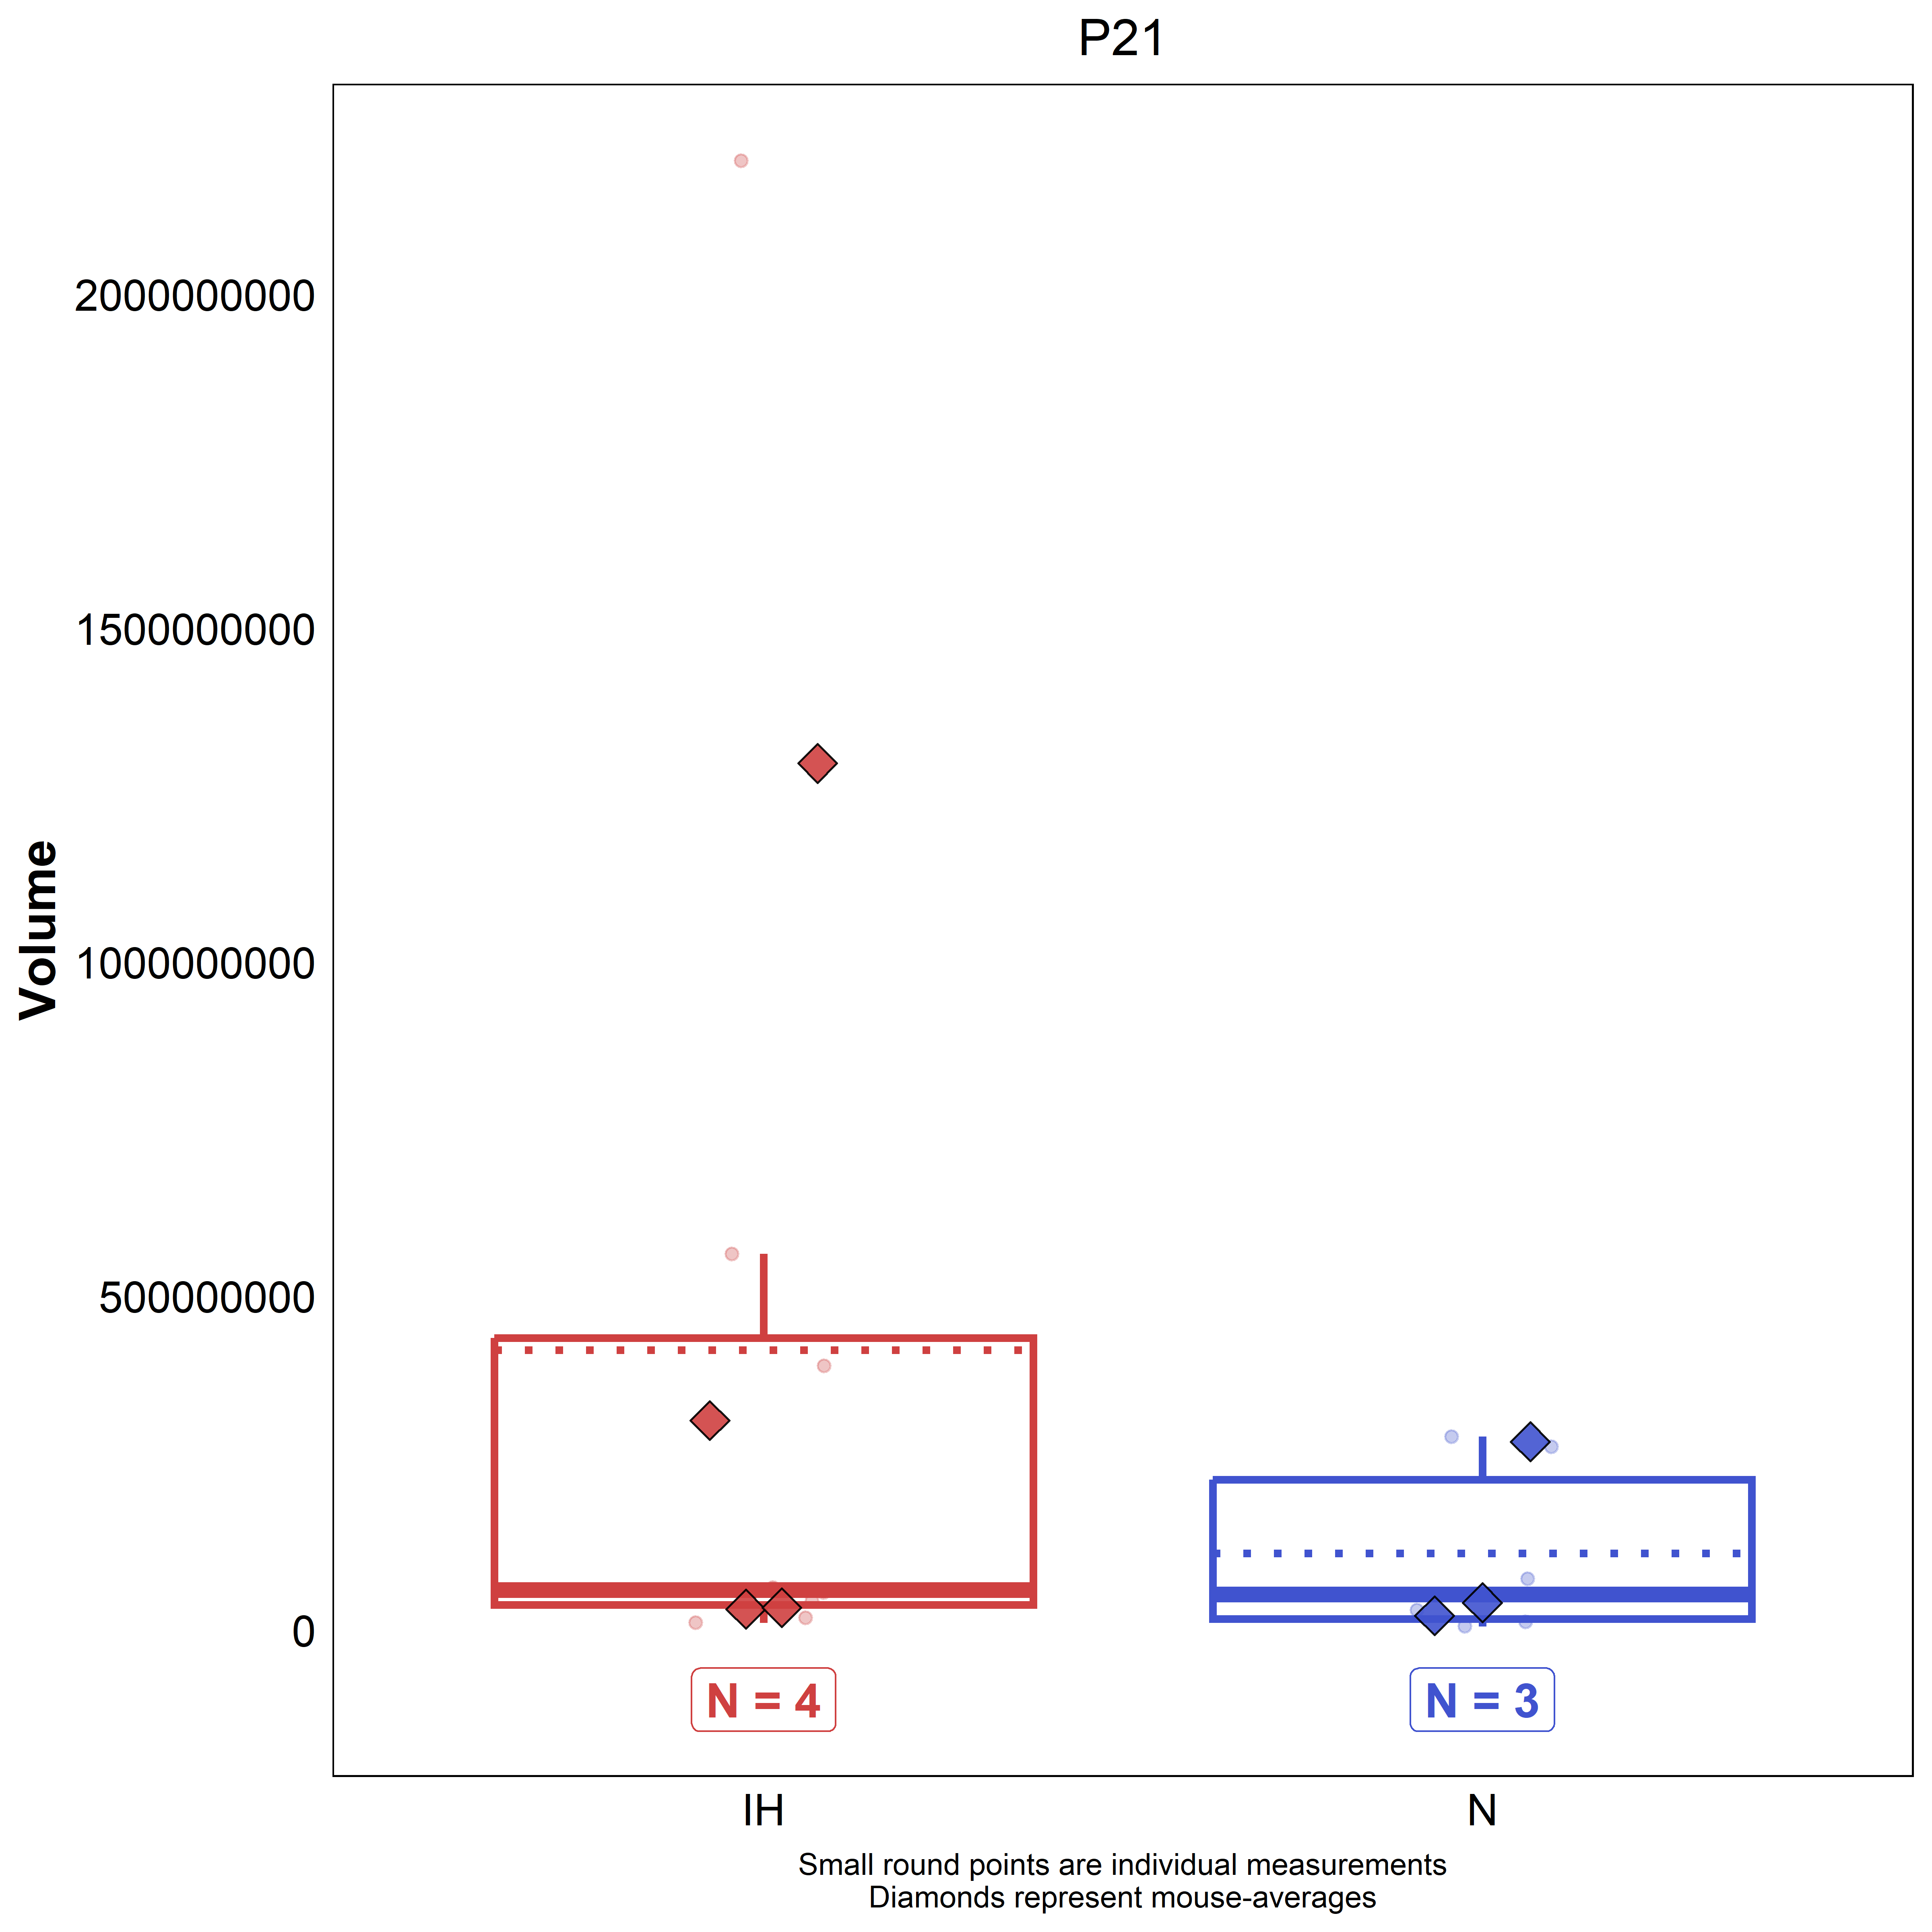 P21
Volume
2000000000
1500000000
1000000000
500000000
0
N = 4
N = 3
IH
N
Small round points are individual measurements
Diamonds represent mouse-averages